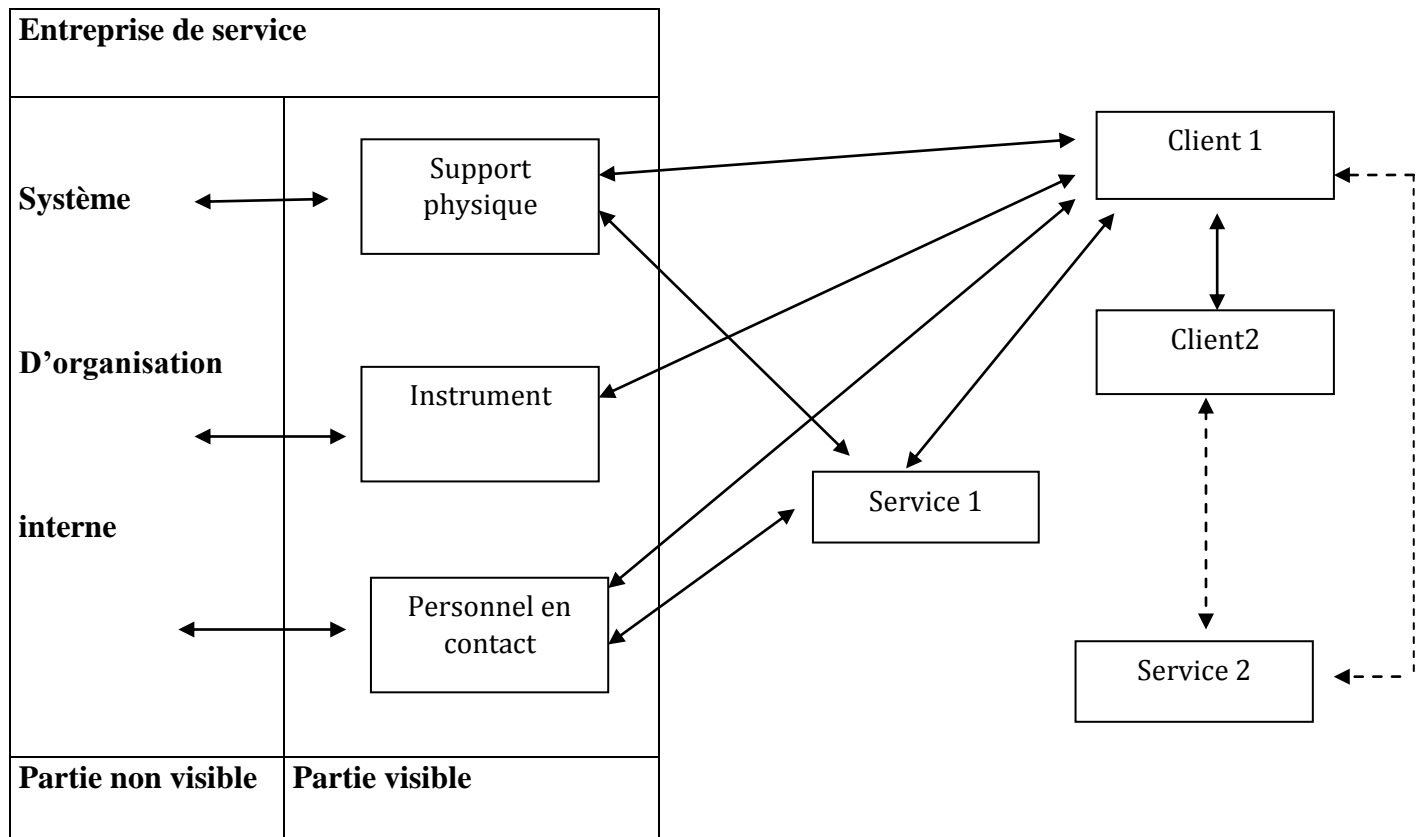 Entreprise de service
Système
D’organisation
interne
Support
physique
Instrument
Personnel en
contact
Client 1
Client2
Service 1
Service 2
Partie non visible
Partie visible